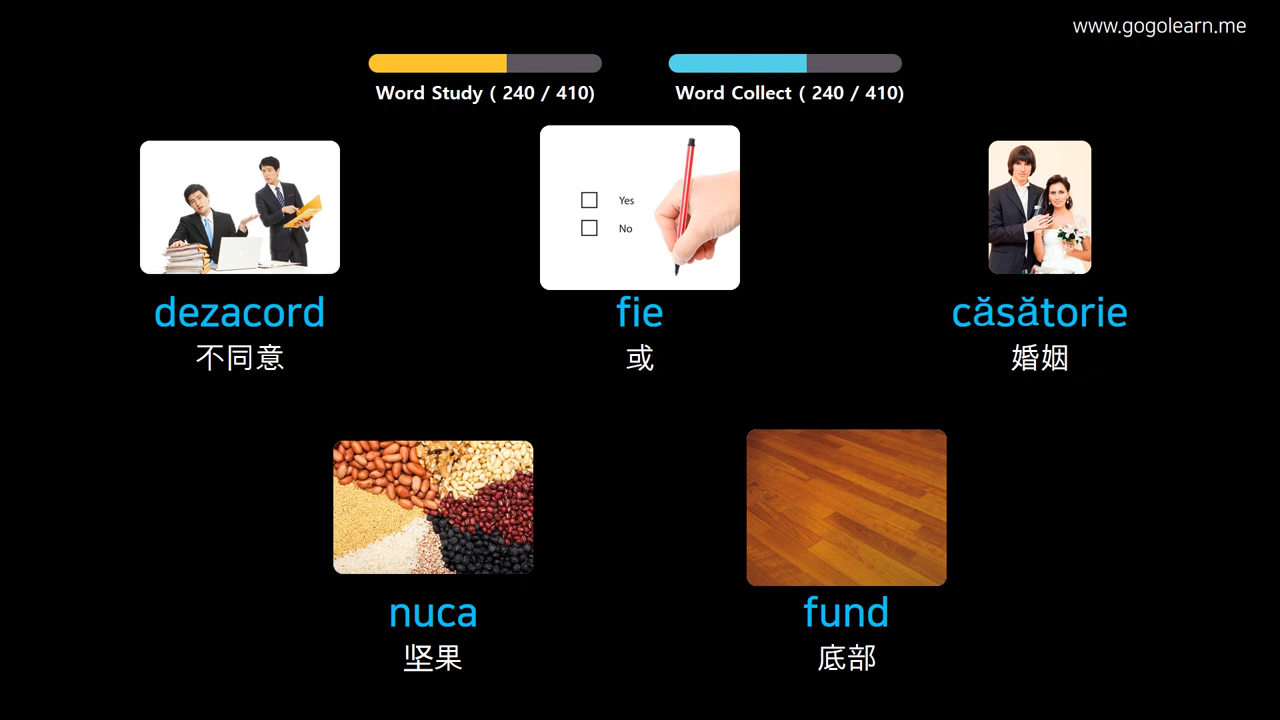 www.gogolearn.me
Word Study ( 240 / 410)
Word Collect ( 240 / 410)
Yes
No
dezacord
不同意
fie
或
căsătorie
婚姻
nuca
坚果
fund
底部